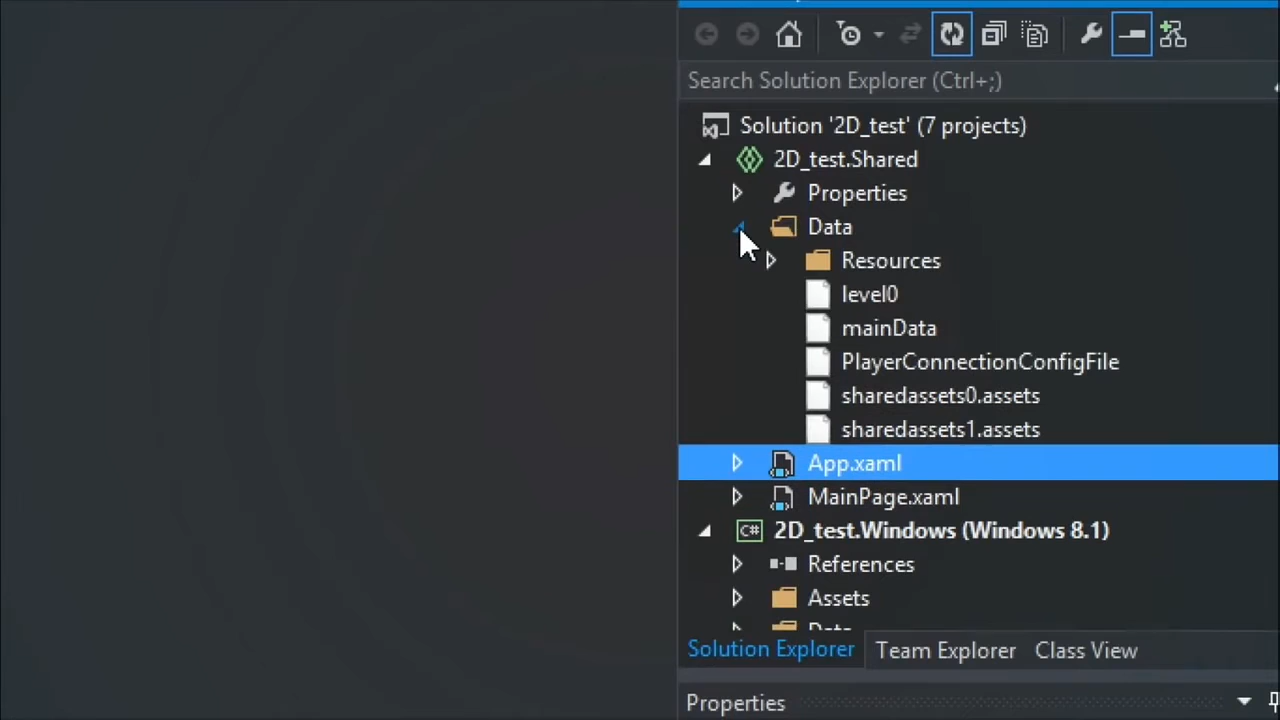 Search Solution Explorer (Ctrl+;)
Solution '2D_test' (7 projects)
2D_test.Shared
Properties
Data
Resources
level0
mainData
PlayerConnectionConfigFile
sharedassets0.assets
sharedassets1.assets
App.xaml
MainPage.xaml
C# 2D_test.Windows (Windows 8.1)
References
Assets
Data
Solution Explorer Team Explorer Class View
Properties